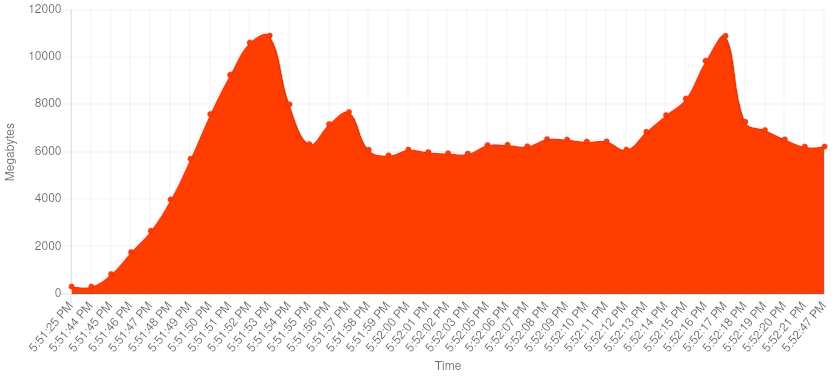 12000
10000
8000
6000
4000
2000
0
Megabytes
5:51:25 PM
5:51:44 PM
5:51:45 PM
5:51:46 PM
5:51:47 PM
5:51:48 PM
5:51:49 PM
5:51:50 PM
5:51:51 PM
5:51:52 PM
5:51:53 PM
5:51:54 PM
5:51:55 PM
5:51:56 PM
5:51:57 PM
5:51:58 PM
5:51:59 PM
5:52:00 PM
5:52:01 PM
5:52:02 PM
5:52:03 PM
5:52:05 PM
5:52:06 PM
5:52:07 PM
5:52:08 PM
5:52:09 PM
5:52:10 PM
5:52:11 PM
5:52:12 PM
5:52:13 PM
5:52:14 PM
5:52:15 PM
5:52:16 PM
5:52:17 PM
5:52:18 PM
5:52:19 PM
5:52:20 PM
5:52:21 PM
5:52:47 PM
Time